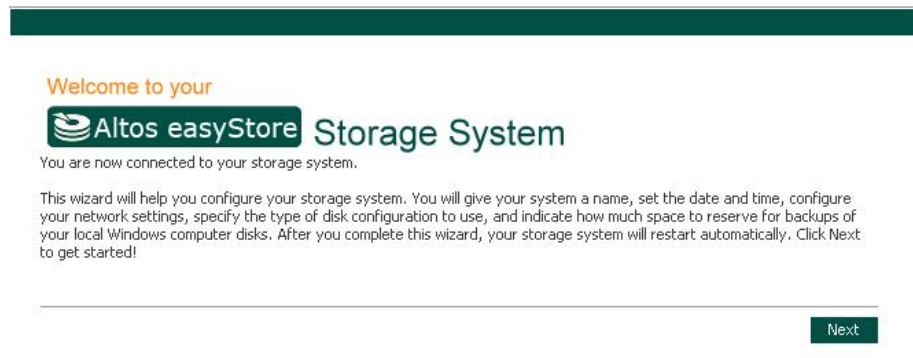 Welcome to your
Altos easyStore Storage System
You are now connected to your storage system.
This wizard will help you configure your storage system. You will give your system a name, set the date and time, configure
your network settings, specify the type of disk configuration to use, and indicate how much space to reserve for backups of
your local Windows computer disks. After you complete this wizard, your storage system will restart automatically. Click Next
to get started!
Next